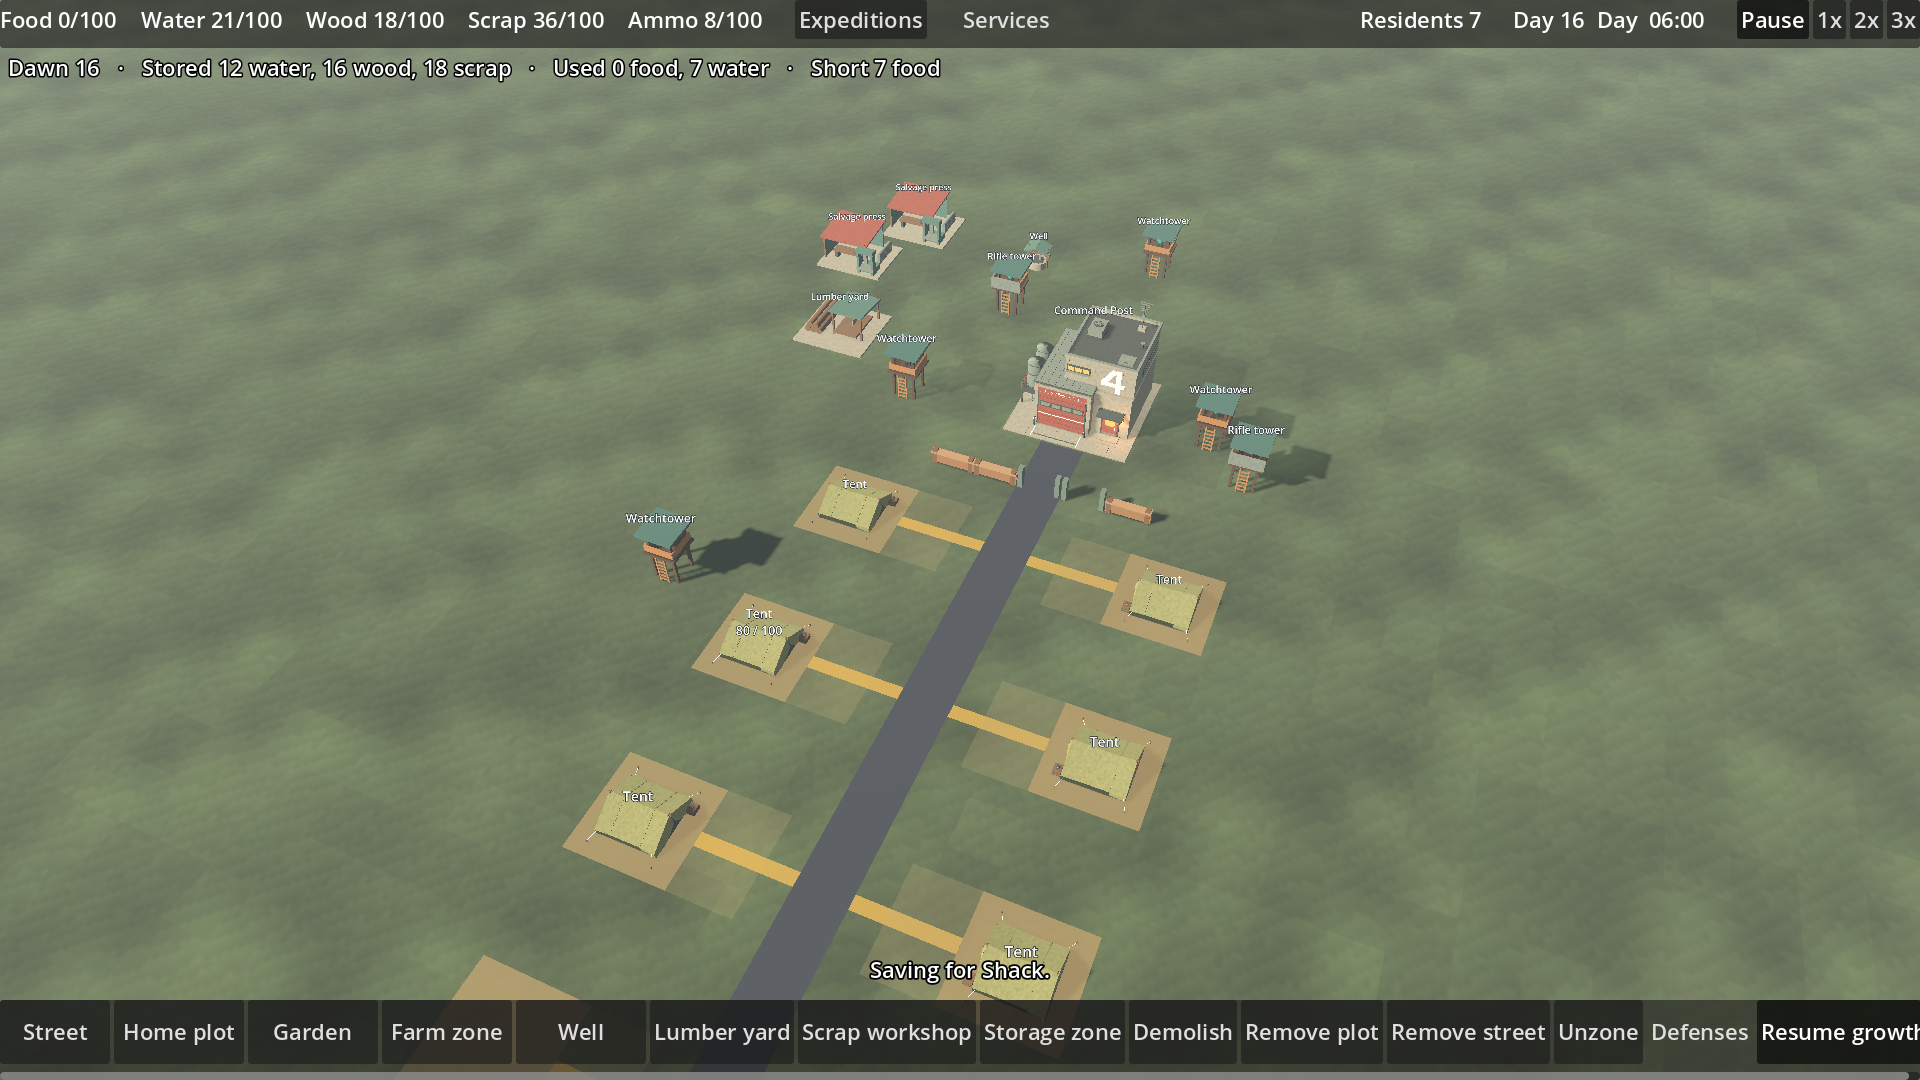 Food 0/100 Water 21/100 Wood 18/100 Scrap 36/100 Ammo 8/100 Expeditions Services Residents 7 Day 16 Day 06:00 Pause 1x 2x 3x
Dawn 16 · Stored 12 water, 16 wood, 18 scrap · Used 0 food, 7 water · Short 7 food
Salvage press
Salvage press
Watchtower
Well
Rifle tower
Lumber yard
Command Post
Watchtower
4
Watchtower
Rifle tower
Tent
Watchtower
Tent
Tent
80 / 100
Tent
Tent
Tent
Saving for Shack.
Street Home plot Garden Farm zone Well Lumber yard Scrap workshop Storage zone Demolish Remove plot Remove street Unzone Defenses Resume growth